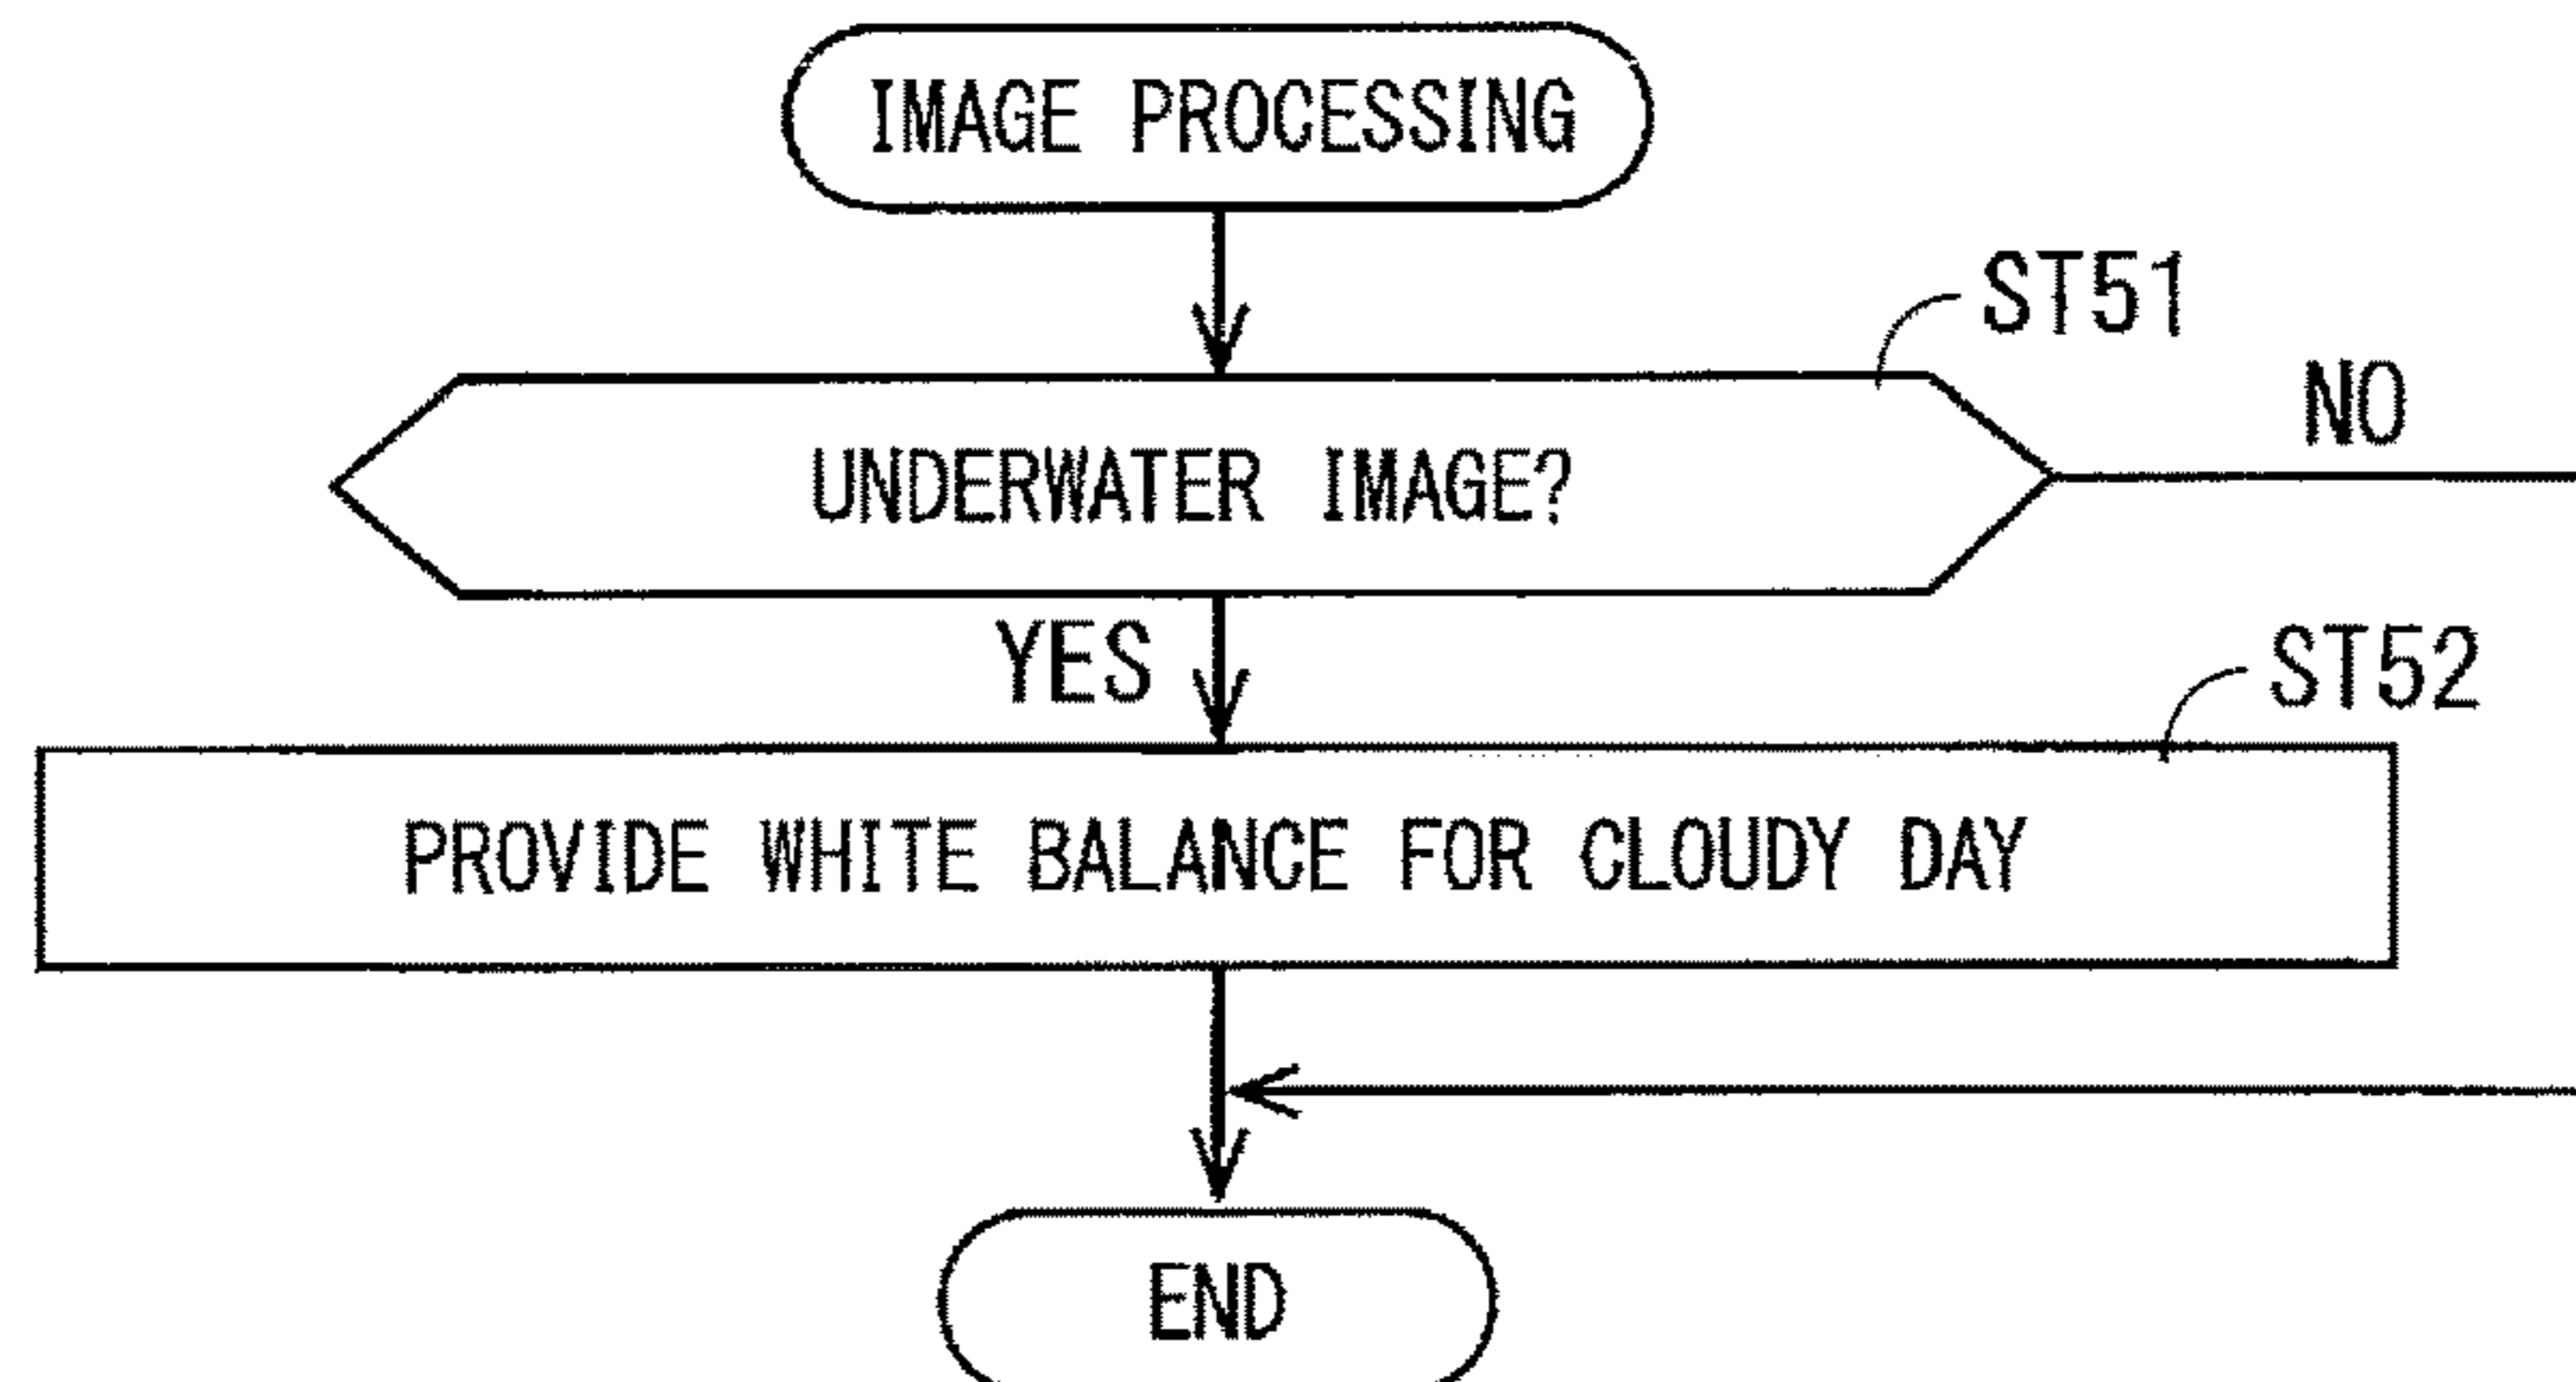 IMAGE PROCESSING
ST51
NO
UNDERWATER IMAGE?
YES
ST52
PROVIDE WHITE BALANCE FOR CLOUDY DAY
END